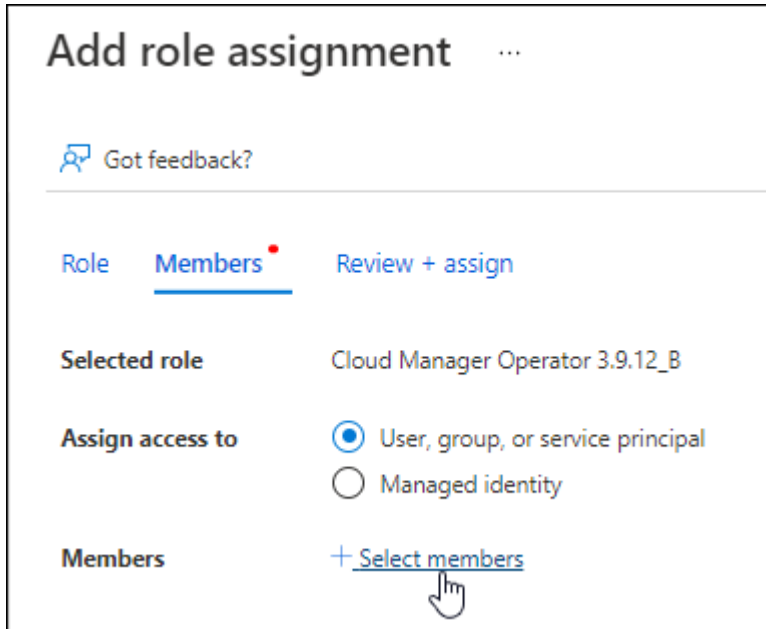 Add role assignment ...
Got feedback?
Role Members Review + assign
Selected role Cloud Manager Operator 3.9.12_B
Assign access to User, group, or service principal
Managed identity
Members + Select members